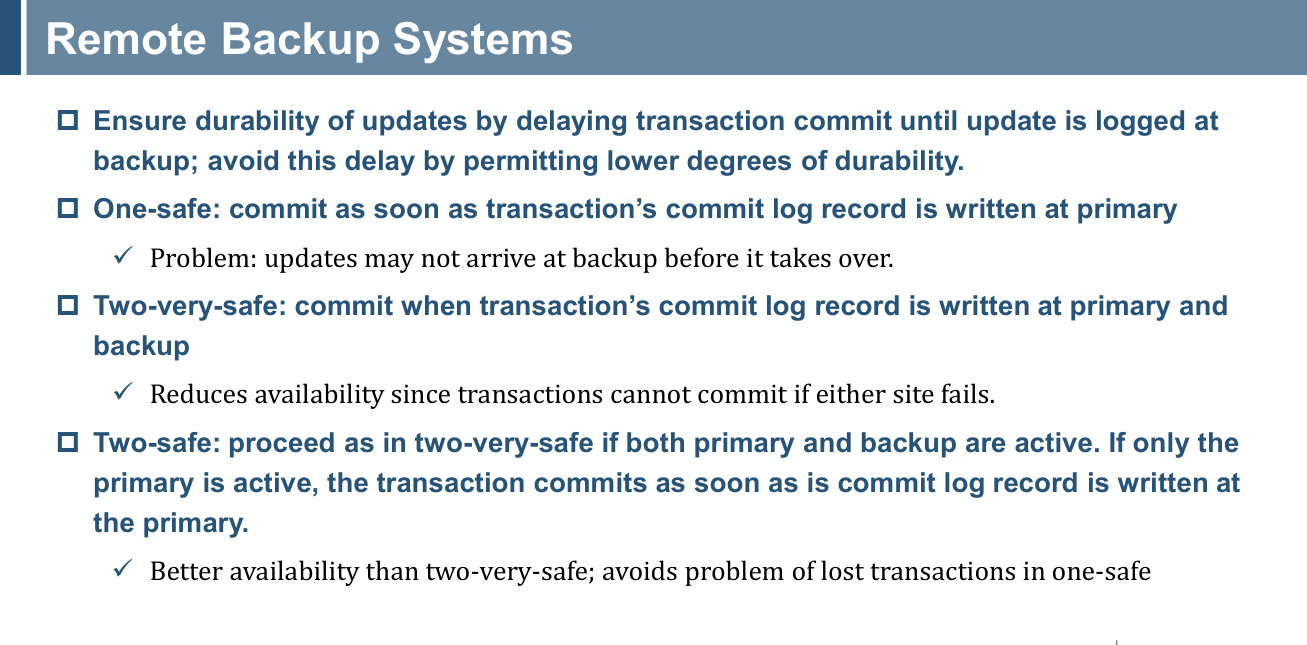 Remote Backup Systems
Ensure durability of updates by delaying transaction commit until update is logged at
backup; avoid this delay by permitting lower degrees of durability.
One-safe: commit as soon as transaction’s commit log record is written at primary
Problem: updates may not arrive at backup before it takes over.
Two-very-safe: commit when transaction’s commit log record is written at primary and
backup
Reduces availability since transactions cannot commit if either site fails.
Two-safe: proceed as in two-very-safe if both primary and backup are active. If only the
primary is active, the transaction commits as soon as is commit log record is written at
the primary.
Better availability than two-very-safe; avoids problem of lost transactions in one-safe